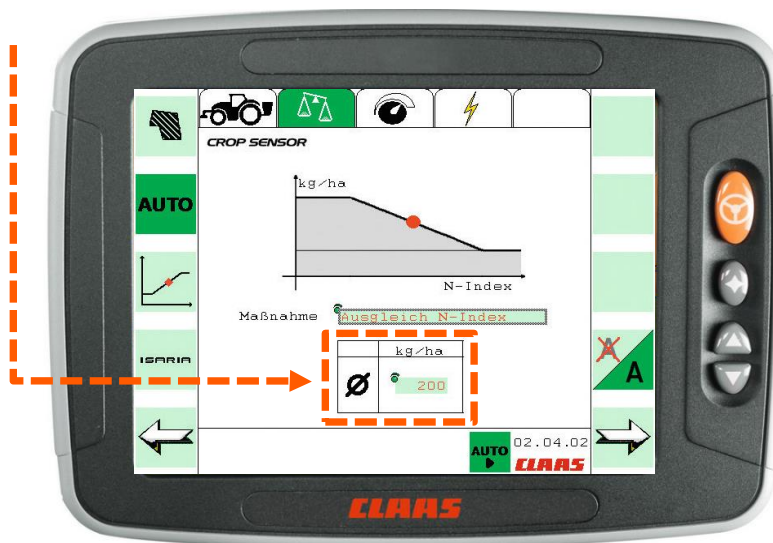 CROP SENSOR
AUTO
kg/ha
N-Index
Maßnahme Ausgleich N-Index
ISARIA
kg/ha
Ø 200
A
A
AUTO
02.04.02
CLAAS
CLAAS